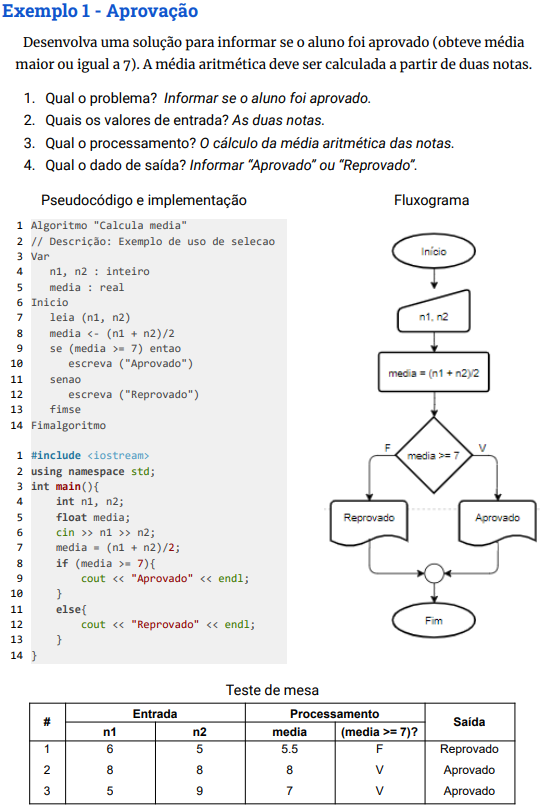 Exemplo 1 - Aprovação
Desenvolva uma solução para informar se o aluno foi aprovado (obteve média
maior ou igual a 7). A média aritmética deve ser calculada a partir de duas notas.
1. Qual o problema? Informar se o aluno foi aprovado.
2. Quais os valores de entrada? As duas notas.
3. Qual o processamento? O cálculo da média aritmética das notas.
4. Qual o dado de saída? Informar “Aprovado” ou “Reprovado”.
Pseudocódigo e implementação
1 Algoritmo "Calcula media"
2 // Descrição: Exemplo de uso de selecao
3 Var
4 n1, n2 : inteiro
5 media : real
6 Inicio
7 leia (n1, n2)
8 media <- (n1 + n2)/2
9 se (media >= 7) entao
10 escreva ("Aprovado")
11 senao
12 escreva ("Reprovado")
13 fimse
14 Fimalgoritmo
1 #include <iostream>
2 using namespace std;
3 int main(){
4 int n1, n2;
5 float media;
6 cin >> n1 >> n2;
7 media = (n1 + n2)/2;
8 if (media >= 7){
9 cout << "Aprovado" << endl;
10 }
11 else{
12 cout << "Reprovado" << endl;
13 }
14 }
Fluxograma
Início
n1, n2
media = (n1 + n2)/2
F
media >= 7
V
Reprovado
Aprovado
Fim
Teste de mesa
# Entrada Processamento Saída
n1 n2 media (media >= 7)?
1 6 5 5.5 F Reprovado
2 8 8 8 V Aprovado
3 5 9 7 V Aprovado